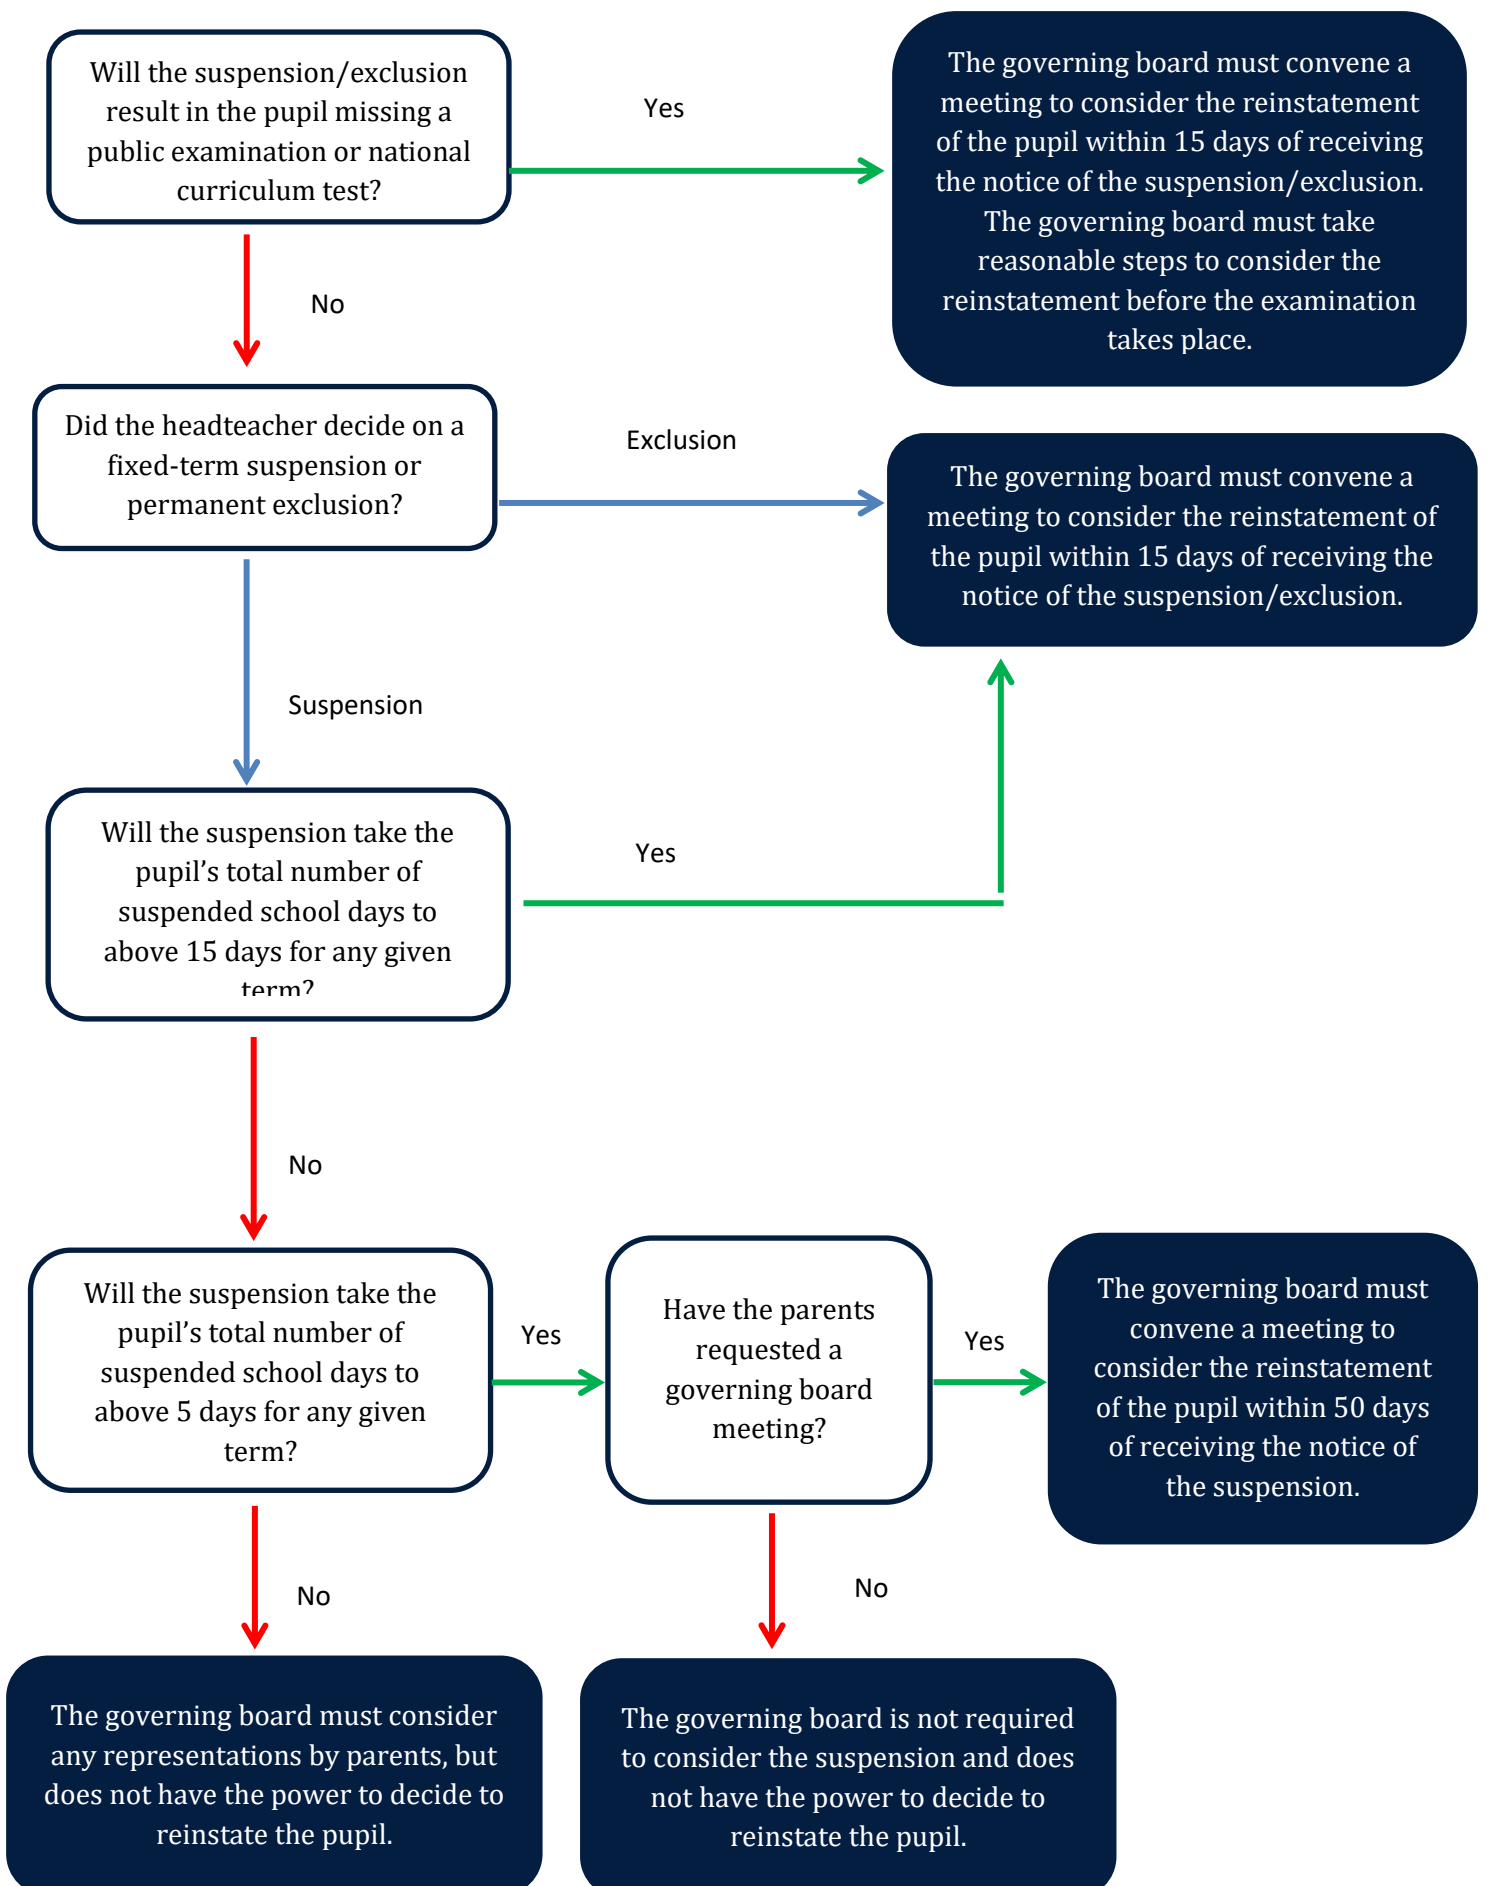 Will the suspension/exclusion
result in the pupil missing a
public examination or national
curriculum test?
Yes
The governing board must convene a
meeting to consider the reinstatement
of the pupil within 15 days of receiving
the notice of the suspension/exclusion.
The governing board must take
reasonable steps to consider the
reinstatement before the examination
takes place.
No
Did the headteacher decide on a
fixed-term suspension or
permanent exclusion?
Exclusion
The governing board must convene a
meeting to consider the reinstatement of
the pupil within 15 days of receiving the
notice of the suspension/exclusion.
Suspension
Will the suspension take the
pupil’s total number of
suspended school days to
above 15 days for any given
term?
Yes
No
Will the suspension take the
pupil’s total number of
suspended school days to
above 5 days for any given
term?
Yes
Have the parents
requested a
governing board
meeting?
Yes
The governing board must
convene a meeting to
consider the reinstatement
of the pupil within 50 days
of receiving the notice of
the suspension.
No
No
The governing board must consider
any representations by parents, but
does not have the power to decide to
reinstate the pupil.
The governing board is not required
to consider the suspension and does
not have the power to decide to
reinstate the pupil.